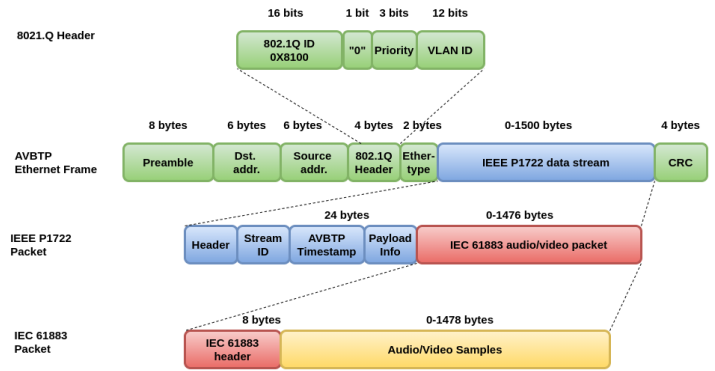 16 bits 1 bit 3 bits 12 bits
8021.Q Header
802.1Q ID
0X8100
"0"
Priority
VLAN ID
8 bytes 6 bytes 6 bytes 4 bytes 2 bytes 0-1500 bytes 4 bytes
AVBTP
Ethernet Frame
Preamble
Dst.
addr.
Source
addr.
802.1Q
Header
Ether-
type
IEEE P1722 data stream
CRC
24 bytes 0-1476 bytes
IEEE P1722
Packet
Header
Stream
ID
AVBTP
Timestamp
Payload
Info
IEC 61883 audio/video packet
8 bytes 0-1478 bytes
IEC 61883
Packet
IEC 61883
header
Audio/Video Samples